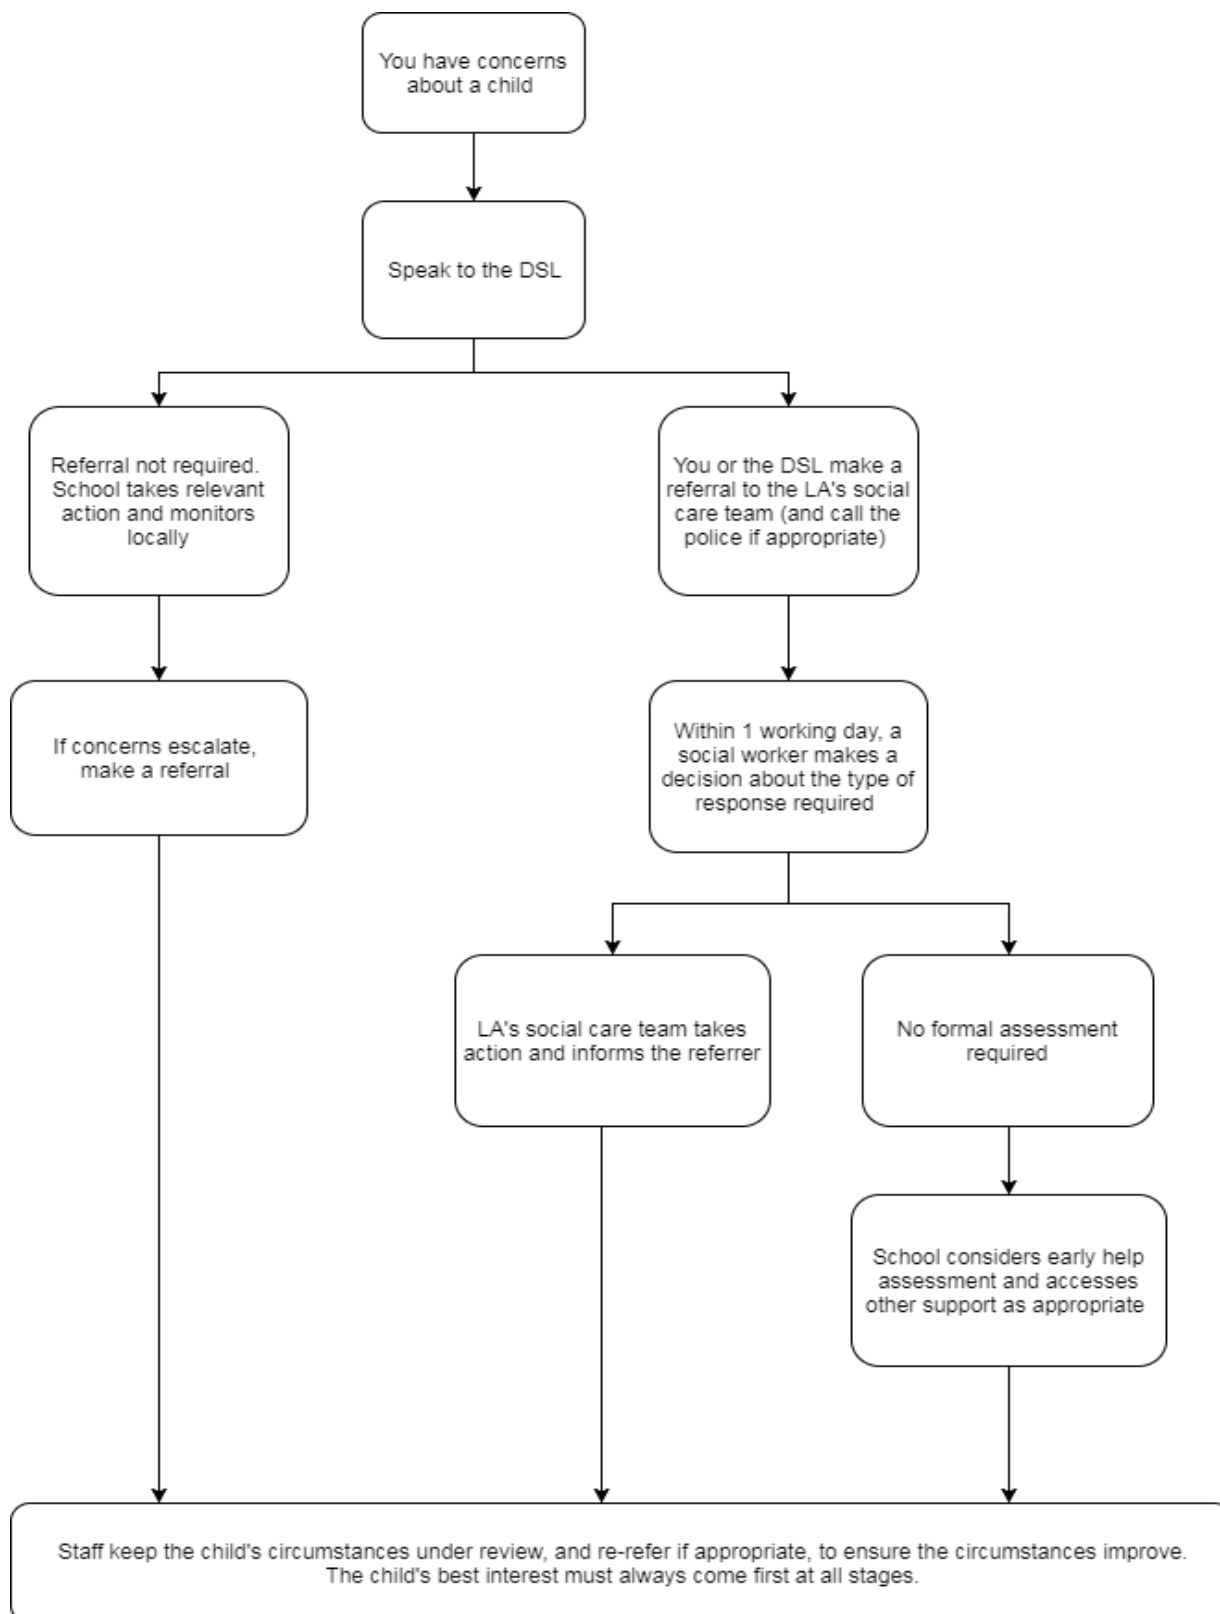 You have concerns
about a child
Speak to the DSL
Referral not required.
School takes relevant
action and monitors
locally
You or the DSL make a
referral to the LA's social
care team (and call the
police if appropriate)
If concerns escalate,
make a referral
Within 1 working day, a
social worker makes a
decision about the type of
response required
LA's social care team takes
action and informs the referrer
No formal assessment
required
School considers early help
assessment and accesses
other support as appropriate
Staff keep the child's circumstances under review, and re-refer if appropriate, to ensure the circumstances improve.
The child's best interest must always come first at all stages.